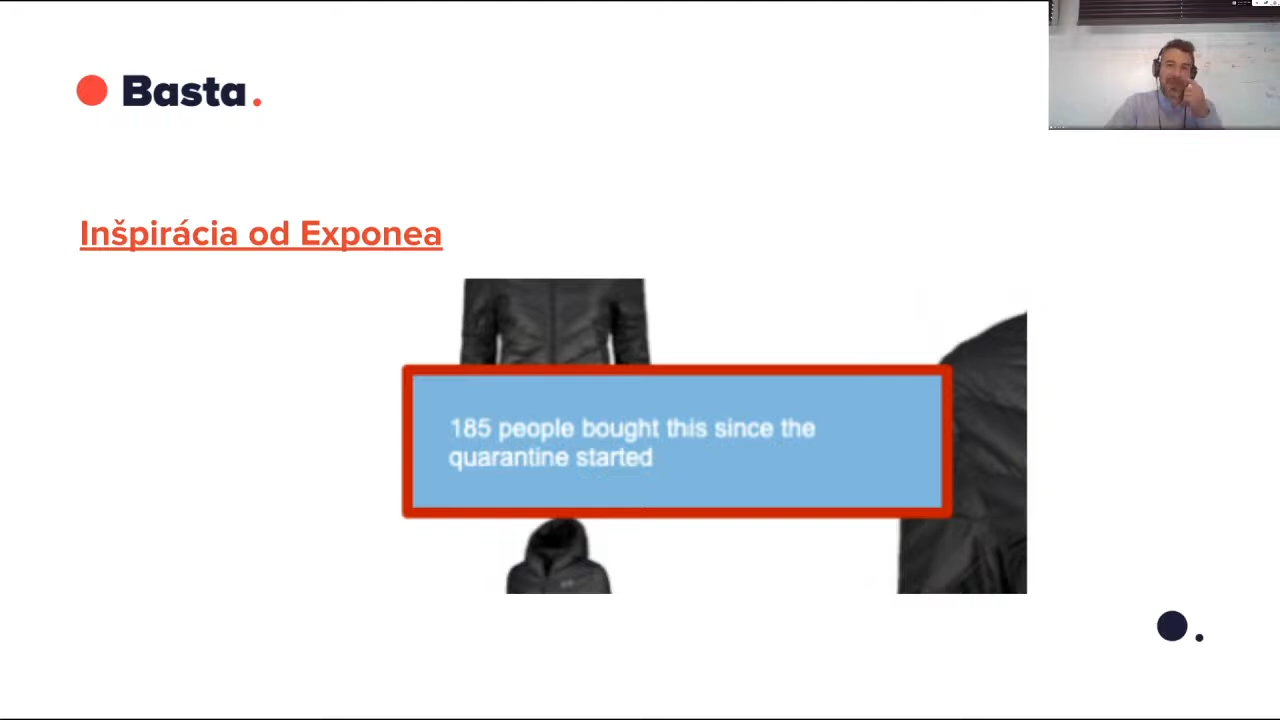 Basta.
Inšpirácia od Exponea
185 people bought this since the
quarantine started